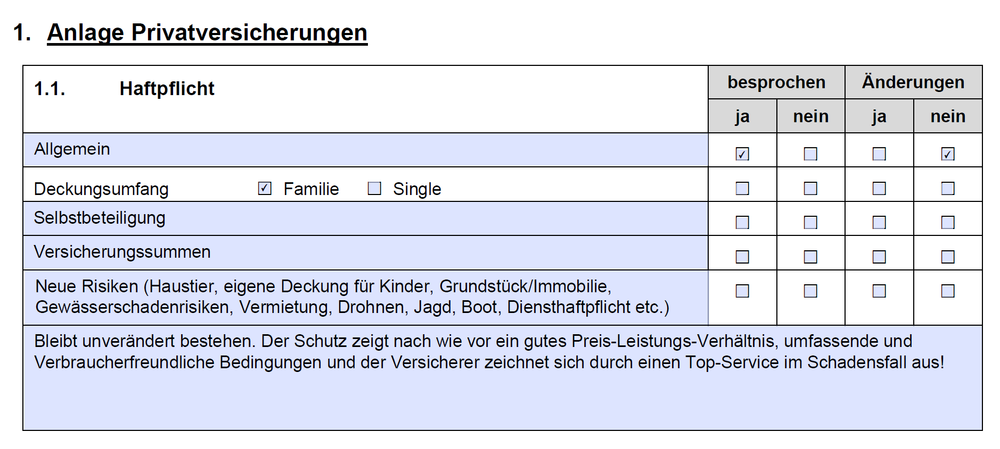 1. Anlage Privatversicherungen
1.1. Haftpflicht
besprochen Änderungen
ja nein ja nein
Allgemein ☑ ☐ ☐ ☑
Deckungsumfang ☑ Familie ☐ Single ☐ ☐ ☐ ☐
Selbstbeteiligung ☐ ☐ ☐ ☐
Versicherungssummen ☐ ☐ ☐ ☐
Neue Risiken (Haustier, eigene Deckung für Kinder, Grundstück/Immobilie, ☐ ☐ ☐ ☐
Gewässerschadenrisiken, Vermietung, Drohnen, Jagd, Boot, Diensthaftpflicht etc.)
Bleibt unverändert bestehen. Der Schutz zeigt nach wie vor ein gutes Preis-Leistungs-Verhältnis, umfassende und
Verbraucherfreundliche Bedingungen und der Versicherer zeichnet sich durch einen Top-Service im Schadensfall aus!